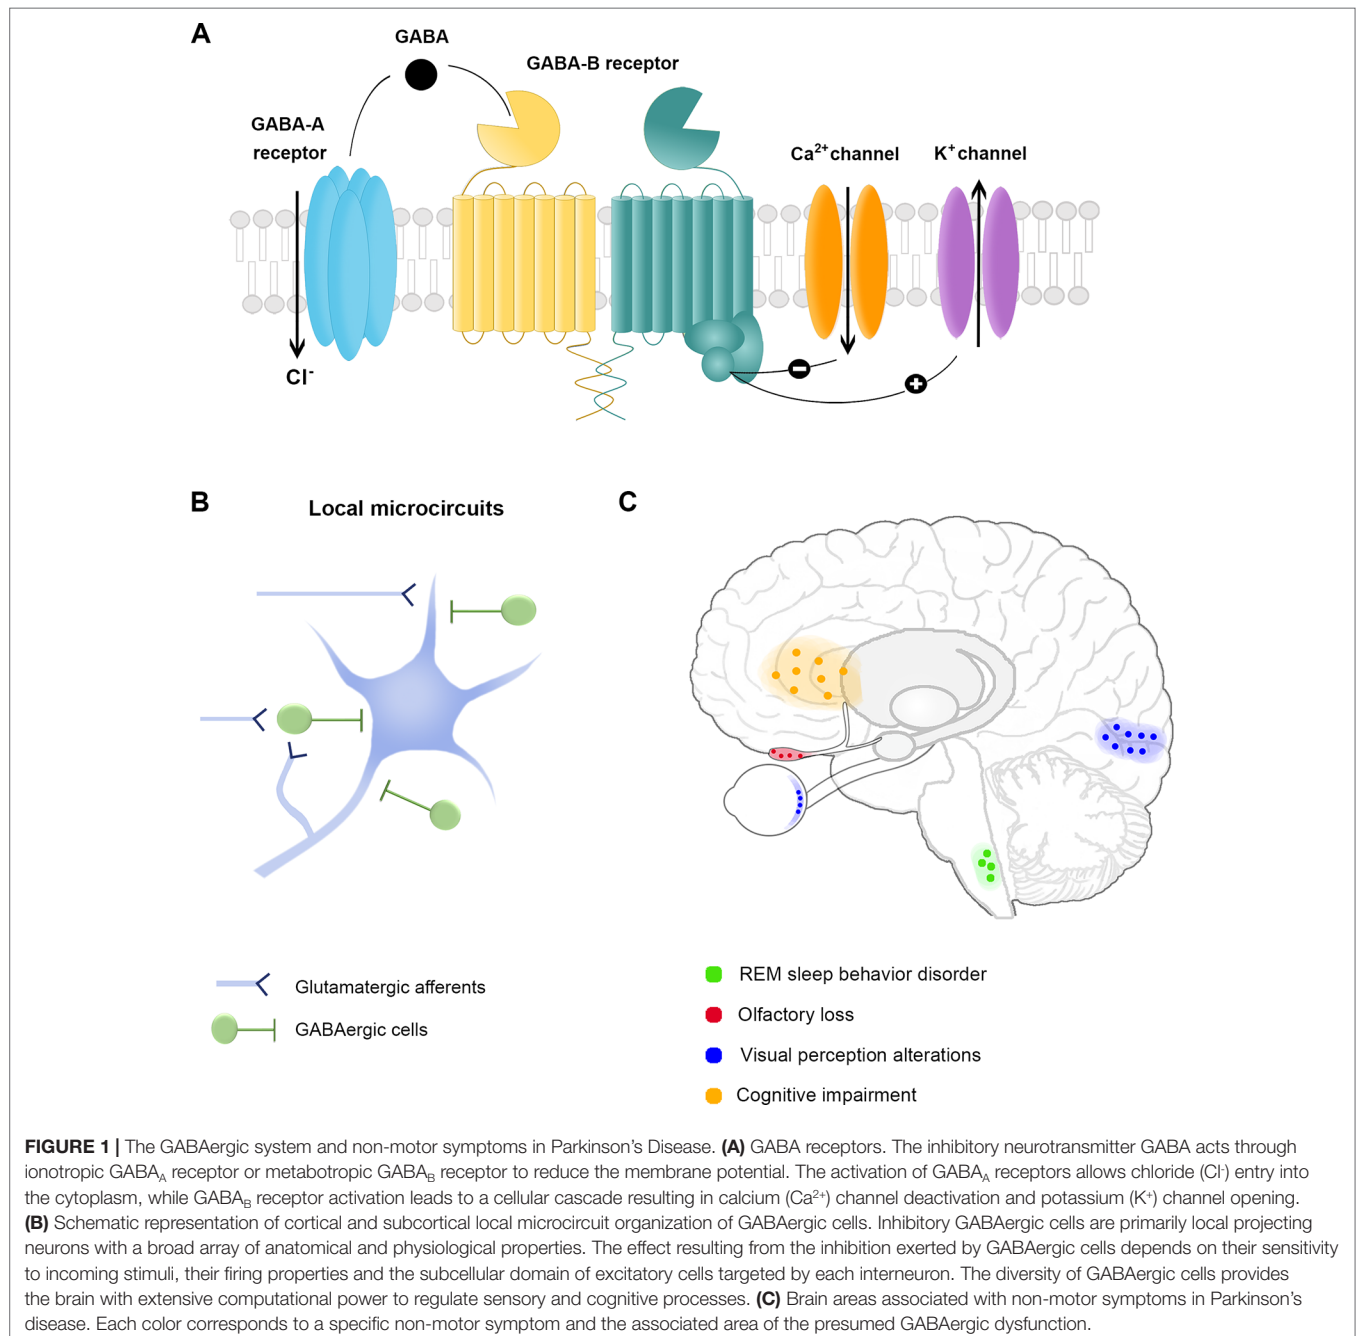 A
GABA
GABA-B receptor
GABA-A
receptor
Ca²⁺channel
K⁺channel
Cl⁻
B
Local microcircuits
C
Glutamatergic afferents
GABAergic cells
REM sleep behavior disorder
Olfactory loss
Visual perception alterations
Cognitive impairment
FIGURE 1 | The GABAergic system and non-motor symptoms in Parkinson’s Disease. (A) GABA receptors. The inhibitory neurotransmitter GABA acts through
ionotropic GABA_A receptor or metabotropic GABA_B receptor to reduce the membrane potential. The activation of GABA_A receptors allows chloride (Cl⁻) entry into
the cytoplasm, while GABA_B receptor activation leads to a cellular cascade resulting in calcium (Ca²⁺) channel deactivation and potassium (K⁺) channel opening.
(B) Schematic representation of cortical and subcortical local microcircuit organization of GABAergic cells. Inhibitory GABAergic cells are primarily local projecting
neurons with a broad array of anatomical and physiological properties. The effect resulting from the inhibition exerted by GABAergic cells depends on their sensitivity
to incoming stimuli, their firing properties and the subcellular domain of excitatory cells targeted by each interneuron. The diversity of GABAergic cells provides
the brain with extensive computational power to regulate sensory and cognitive processes. (C) Brain areas associated with non-motor symptoms in Parkinson’s
disease. Each color corresponds to a specific non-motor symptom and the associated area of the presumed GABAergic dysfunction.